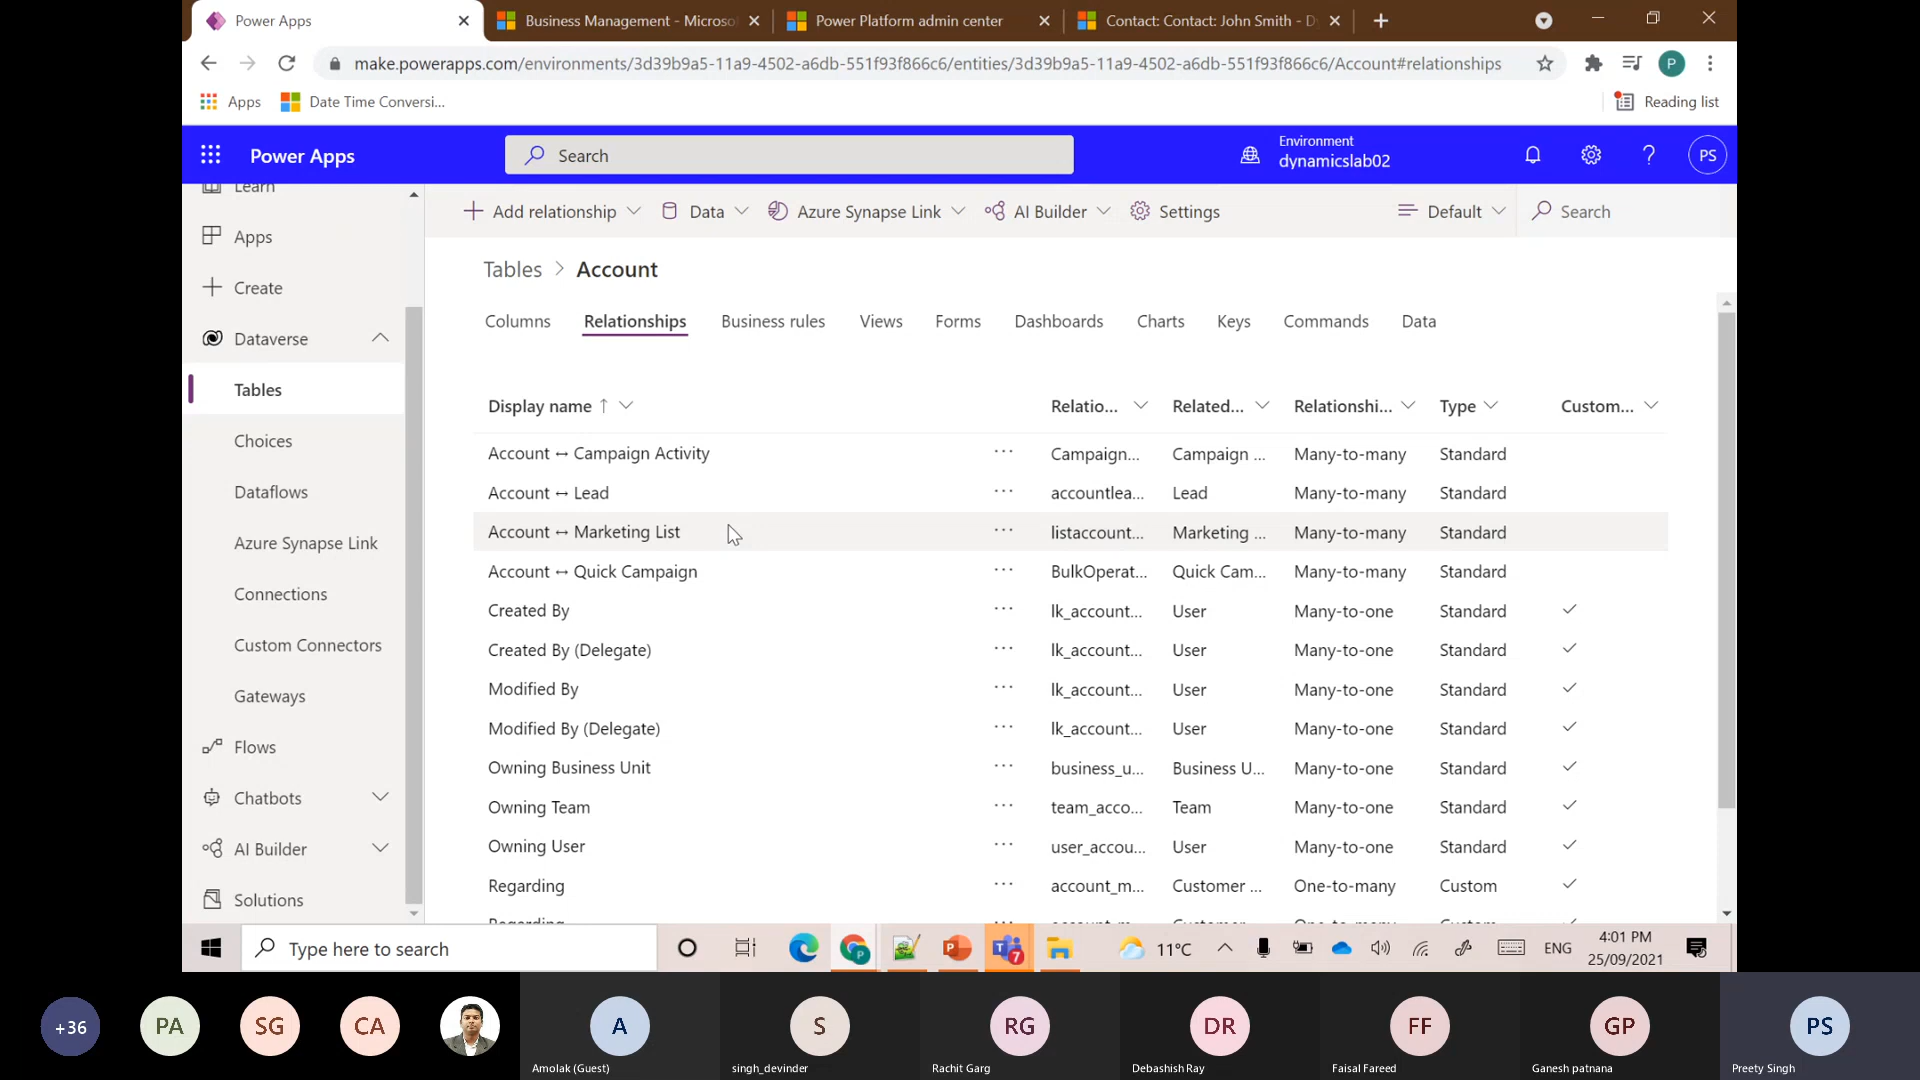 Power Apps
Business Management - Microso
Power Platform admin center
Contact: Contact: John Smith - D
make.powerapps.com/environments/3d39b9a5-11a9-4502-a6db-551f93f866c6/entities/3d39b9a5-11a9-4502-a6db-551f93f866c6/Account#relationships
P
Apps
Date Time Conversi...
Reading list
Power Apps
Search
Environment
dynamicslab02
?
PS
Learn
Apps
Create
Dataverse
Tables
Choices
Dataflows
Azure Synapse Link
Connections
Custom Connectors
Gateways
Flows
Chatbots
AI Builder
Solutions
Add relationship
Data
Azure Synapse Link
AI Builder
Settings
Default
Search
Tables > Account
Columns Relationships Business rules Views Forms Dashboards Charts Keys Commands Data
Display name ↑ Relatio... Related... Relationshi... Type Custom...
Account ↔ Campaign Activity ... Campaign... Campaign ... Many-to-many Standard
Account ↔ Lead ... accountlea... Lead Many-to-many Standard
Account ↔ Marketing List ... listaccount... Marketing ... Many-to-many Standard
Account ↔ Quick Campaign ... BulkOperat... Quick Cam... Many-to-many Standard
Created By ... lk_account... User Many-to-one Standard ✓
Created By (Delegate) ... lk_account... User Many-to-one Standard ✓
Modified By ... lk_account... User Many-to-one Standard ✓
Modified By (Delegate) ... lk_account... User Many-to-one Standard ✓
Owning Business Unit ... business_u... Business U... Many-to-one Standard ✓
Owning Team ... team_acco... Team Many-to-one Standard ✓
Owning User ... user_accou... User Many-to-one Standard ✓
Regarding ... account_m... Customer ... One-to-many Custom ✓
Type here to search
P
7
11°C
ENG
4:01 PM
25/09/2021
+36
PA
SG
CA
A
Amolak (Guest)
S
singh_devinder
RG
Rachit Garg
DR
Debashish Ray
FF
Faisal Fareed
GP
Ganesh patnana
PS
Preety Singh